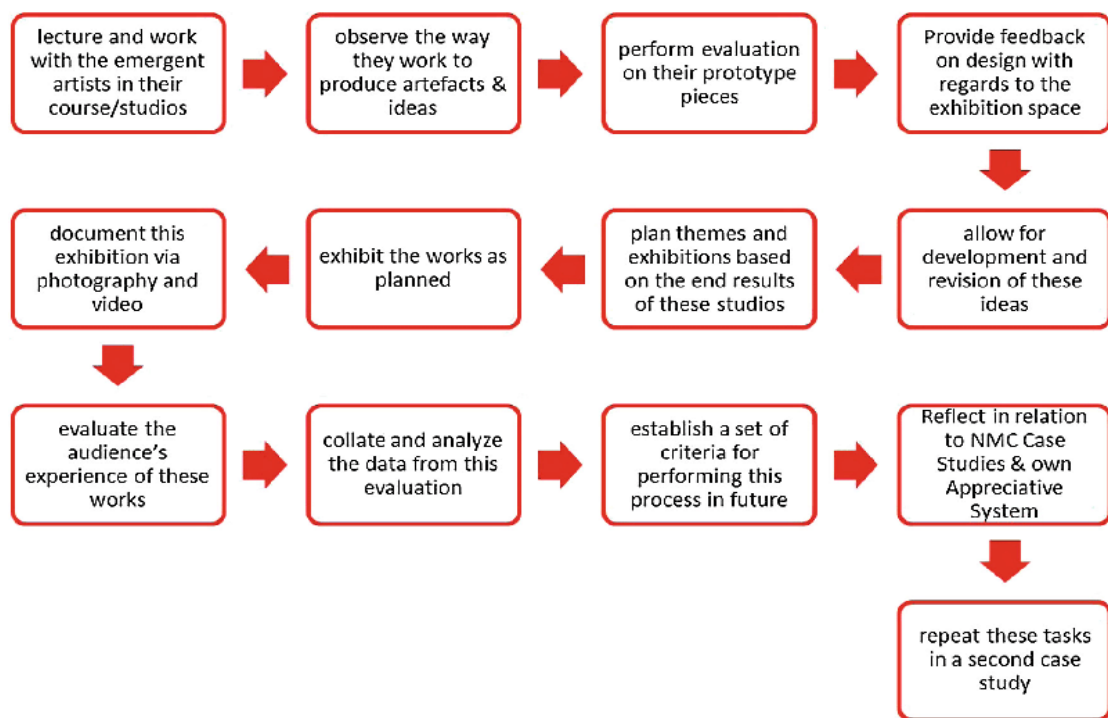 lecture and work
with the emergent
artists in their
course/studios
observe the way
they work to
produce artefacts &
ideas
perform evaluation
on their prototype
pieces
Provide feedback
on design with
regards to the
exhibition space
allow for
development and
revision of these
ideas
plan themes and
exhibitions based
on the end results
of these studios
exhibit the works as
planned
document this
exhibition via
photography and
video
evaluate the
audience's
experience of these
works
collate and analyze
the data from this
evaluation
establish a set of
criteria for
performing this
process in future
Reflect in relation
to NMC Case
Studies & own
Appreciative
System
repeat these tasks
in a second case
study